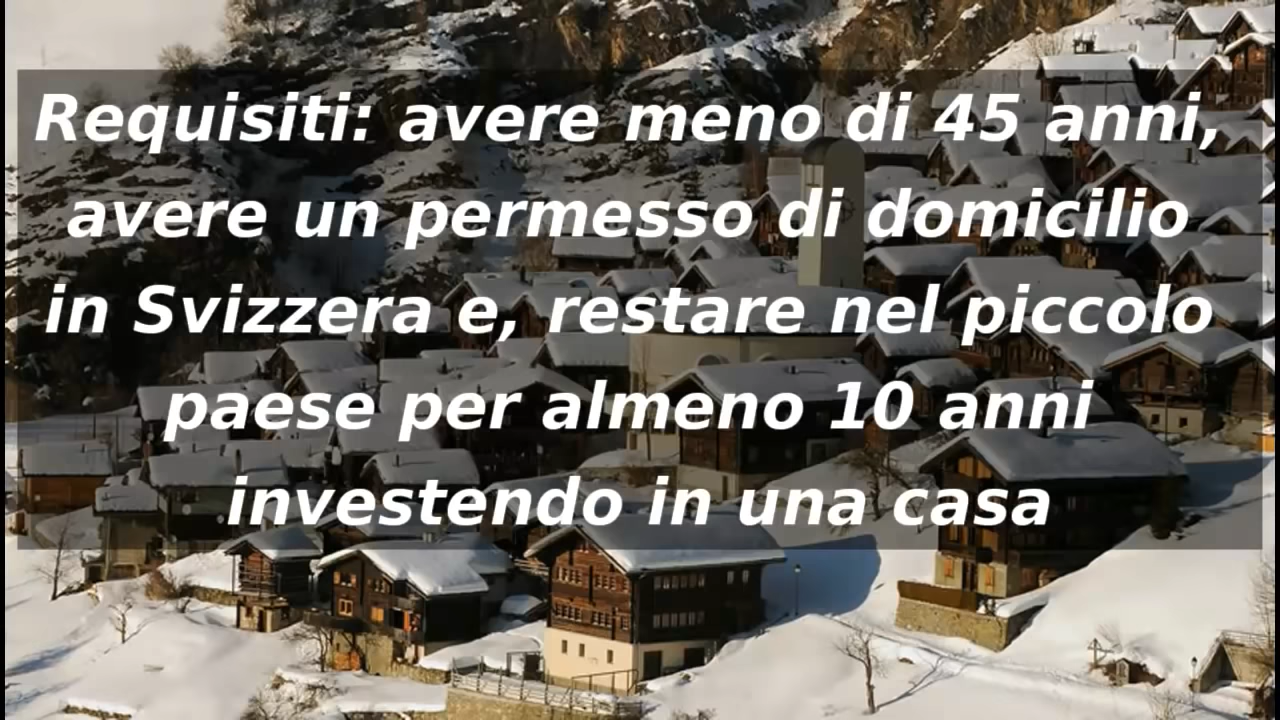 Requisiti: avere meno di 45 anni,
avere un permesso di domicilio
in Svizzera e, restare nel piccolo
paese per almeno 10 anni
investendo in una casa